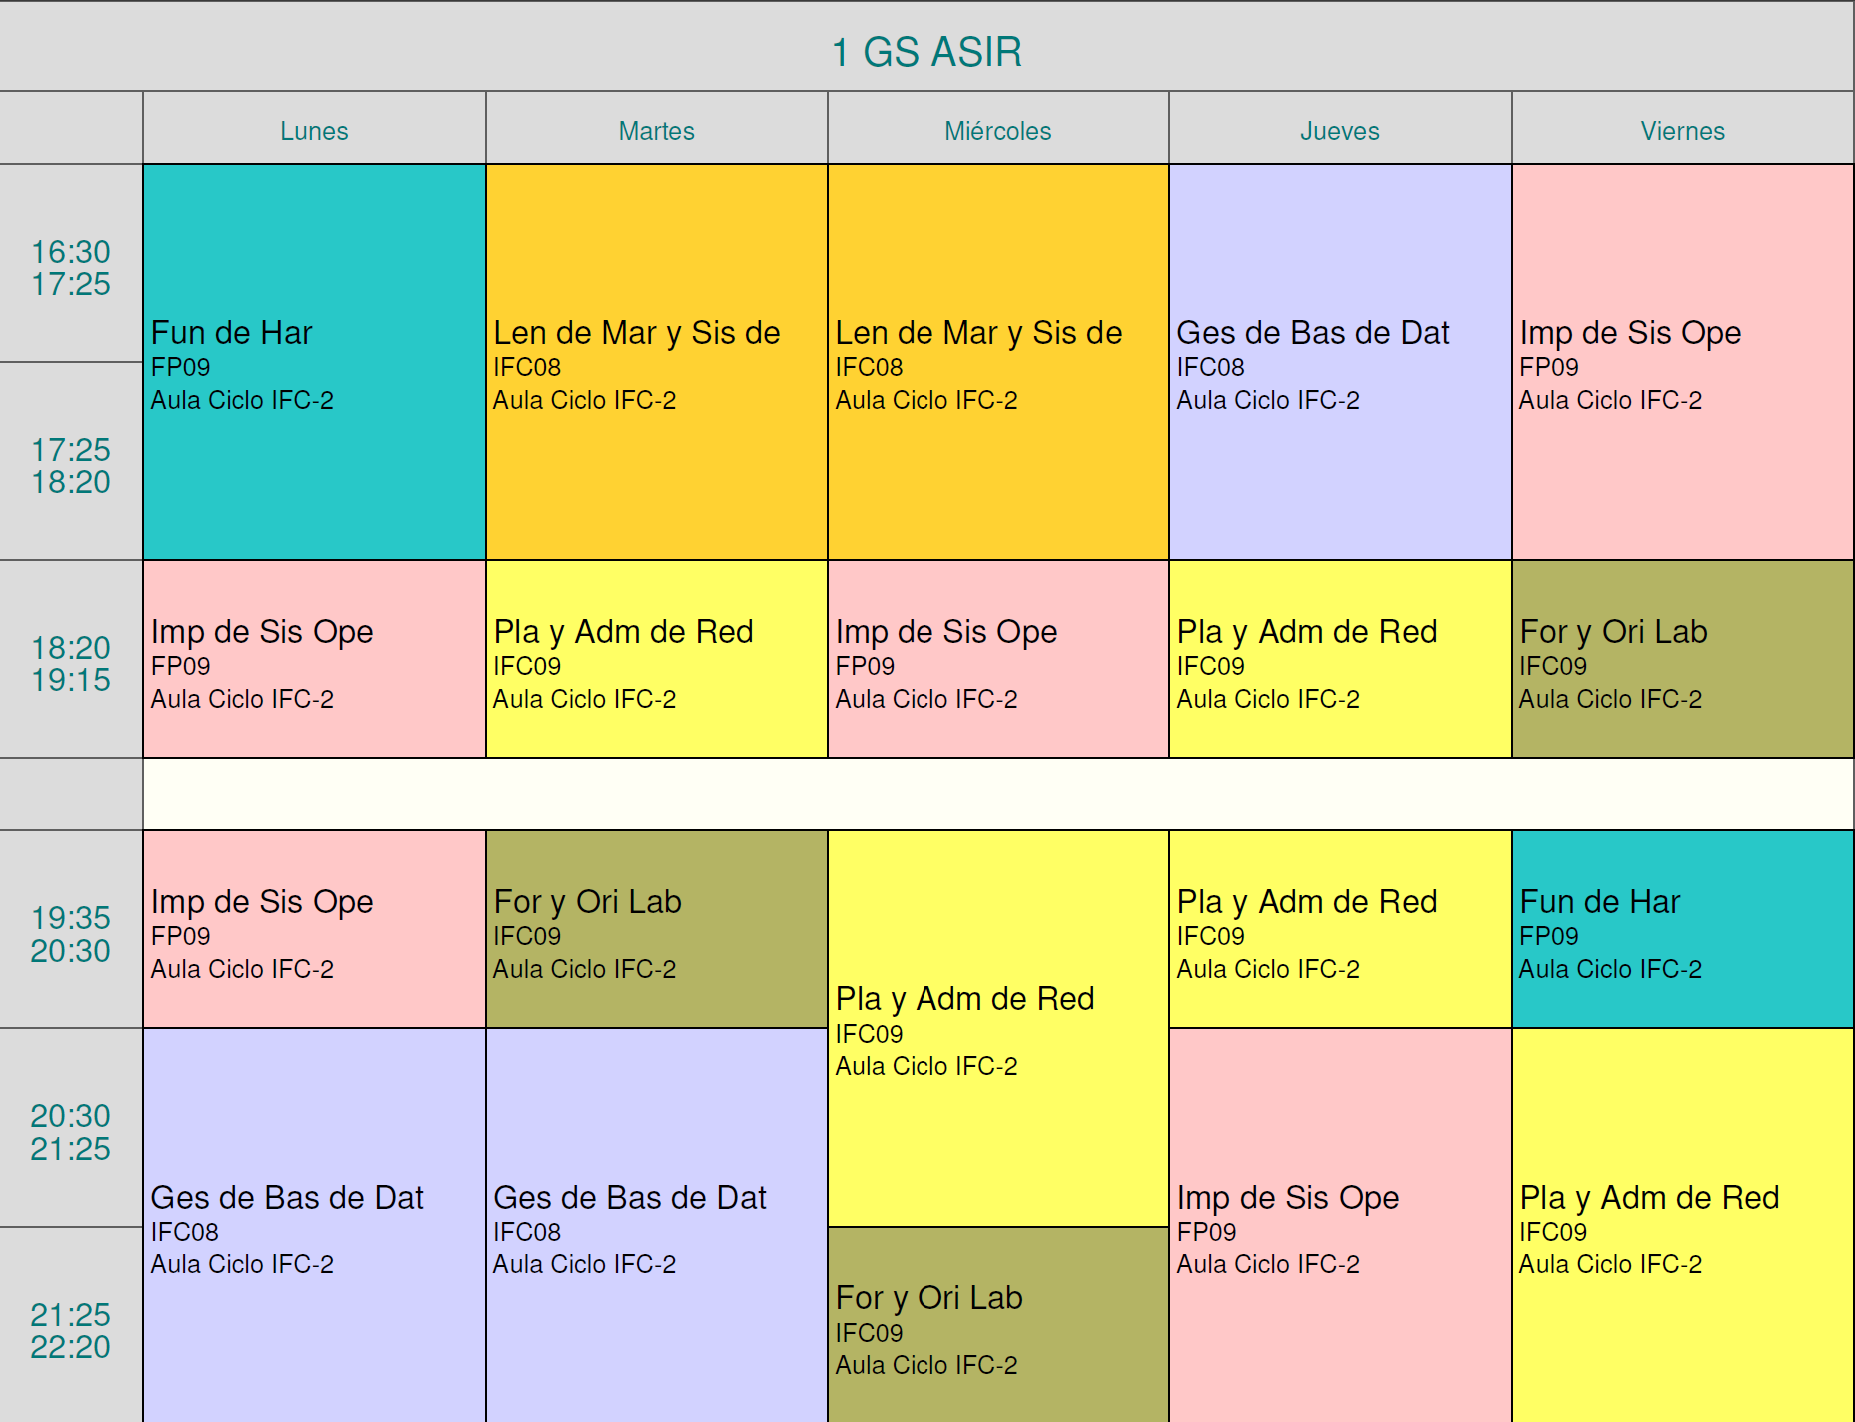 1 GS ASIR
Lunes
Martes
Miércoles
Jueves
Viernes
16:30
17:25
Fun de Har
FP09
Aula Ciclo IFC-2
Len de Mar y Sis de
IFC08
Aula Ciclo IFC-2
Len de Mar y Sis de
IFC08
Aula Ciclo IFC-2
Ges de Bas de Dat
IFC08
Aula Ciclo IFC-2
Imp de Sis Ope
FP09
Aula Ciclo IFC-2
17:25
18:20
18:20
19:15
Imp de Sis Ope
FP09
Aula Ciclo IFC-2
Pla y Adm de Red
IFC09
Aula Ciclo IFC-2
Imp de Sis Ope
FP09
Aula Ciclo IFC-2
Pla y Adm de Red
IFC09
Aula Ciclo IFC-2
For y Ori Lab
IFC09
Aula Ciclo IFC-2
19:35
20:30
Imp de Sis Ope
FP09
Aula Ciclo IFC-2
For y Ori Lab
IFC09
Aula Ciclo IFC-2
Pla y Adm de Red
IFC09
Aula Ciclo IFC-2
Pla y Adm de Red
IFC09
Aula Ciclo IFC-2
Fun de Har
FP09
Aula Ciclo IFC-2
20:30
21:25
Ges de Bas de Dat
IFC08
Aula Ciclo IFC-2
Ges de Bas de Dat
IFC08
Aula Ciclo IFC-2
Imp de Sis Ope
FP09
Aula Ciclo IFC-2
Pla y Adm de Red
IFC09
Aula Ciclo IFC-2
21:25
22:20
For y Ori Lab
IFC09
Aula Ciclo IFC-2